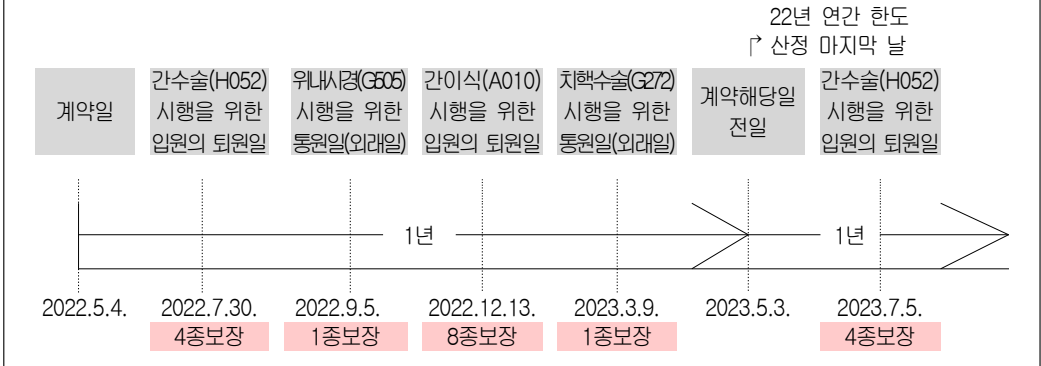 22년 연간 한도
산정 마지막 날
계약일
간수술(H052)
시행을 위한
입원의 퇴원일
위내시경(G505)
시행을 위한
통원일(외래일)
간이식(A010)
시행을 위한
입원의 퇴원일
치핵수술(G272)
시행을 위한
통원일(외래일)
계약해당일
전일
간수술(H052)
시행을 위한
입원의 퇴원일
1년
1년
2022.5.4.
2022.7.30.
2022.9.5.
2022.12.13.
2023.3.9.
2023.5.3.
2023.7.5.
4종보장
1종보장
8종보장
1종보장
4종보장